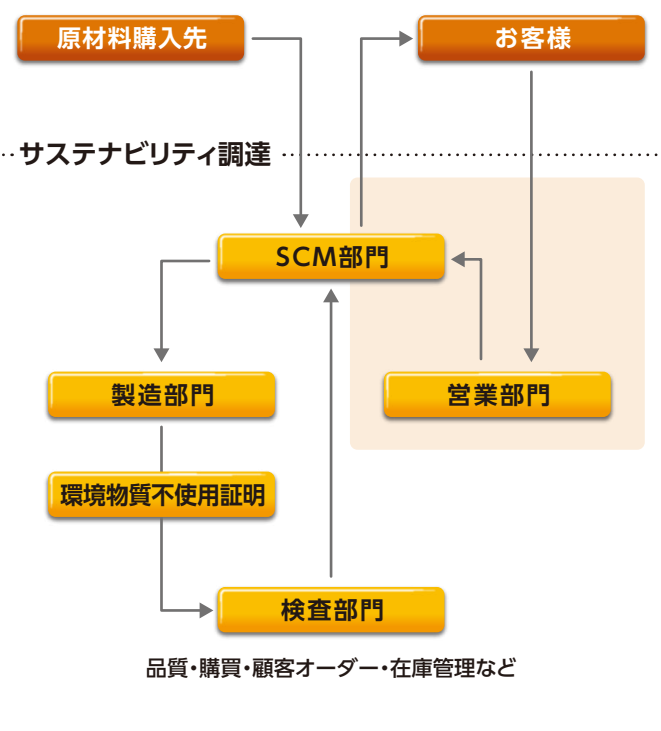 原材料購入先
お客様
サステナビリティ調達
SCM部門
製造部門
営業部門
環境物質不使用証明
検査部門
品質・購買・顧客オーダー・在庫管理など